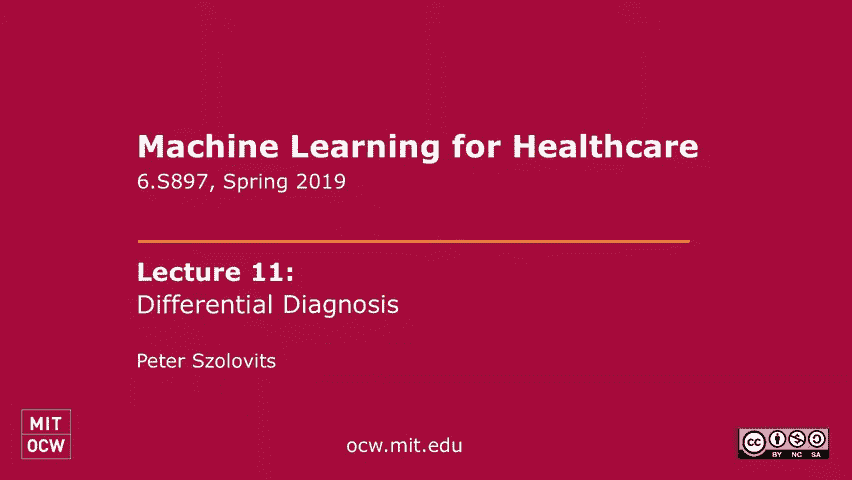 Machine Learning for Healthcare
6.S897, Spring 2019
Lecture 11:
Differential Diagnosis
Peter Szolovits
MIT
OCW
ocw.mit.edu
cc
BY NC SA